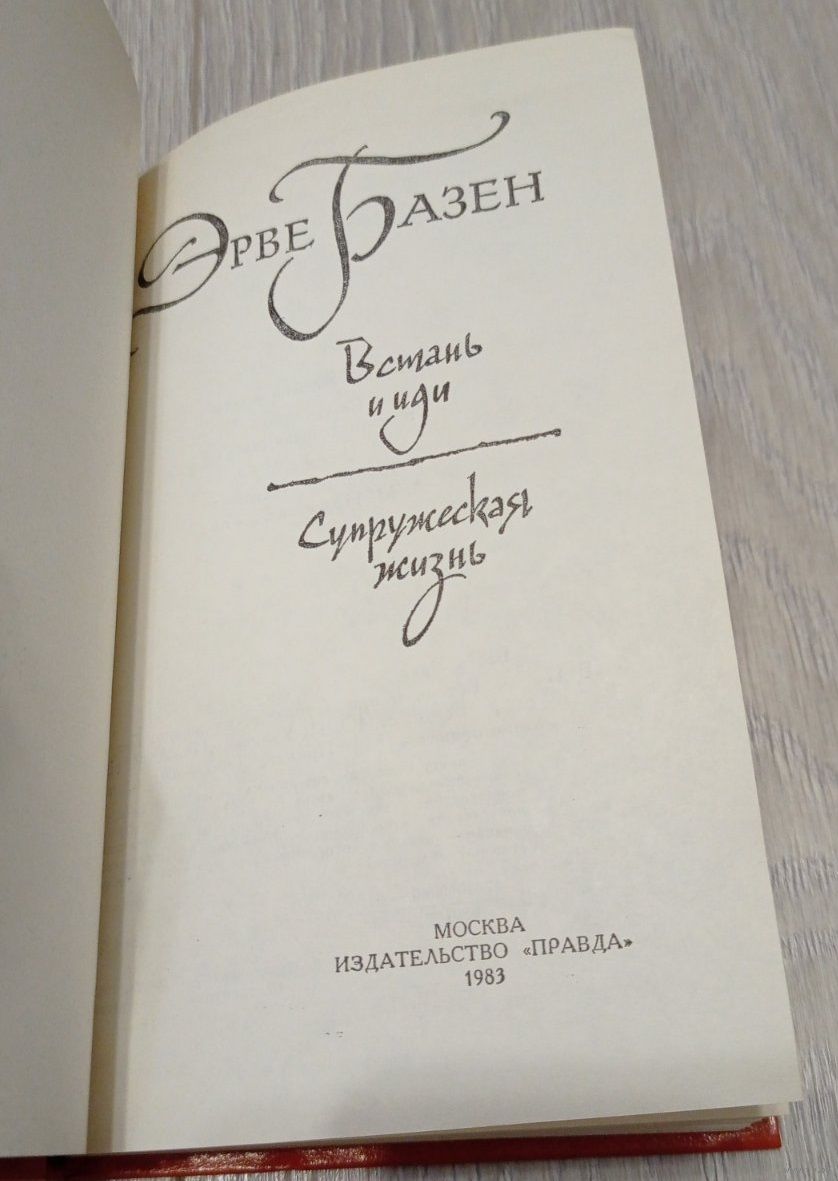 ЭРВЕ БАЗЕН
Встань
и иди
Супружеская
жизнь
МОСКВА
ИЗДАТЕЛЬСТВО «ПРАВДА»
1983